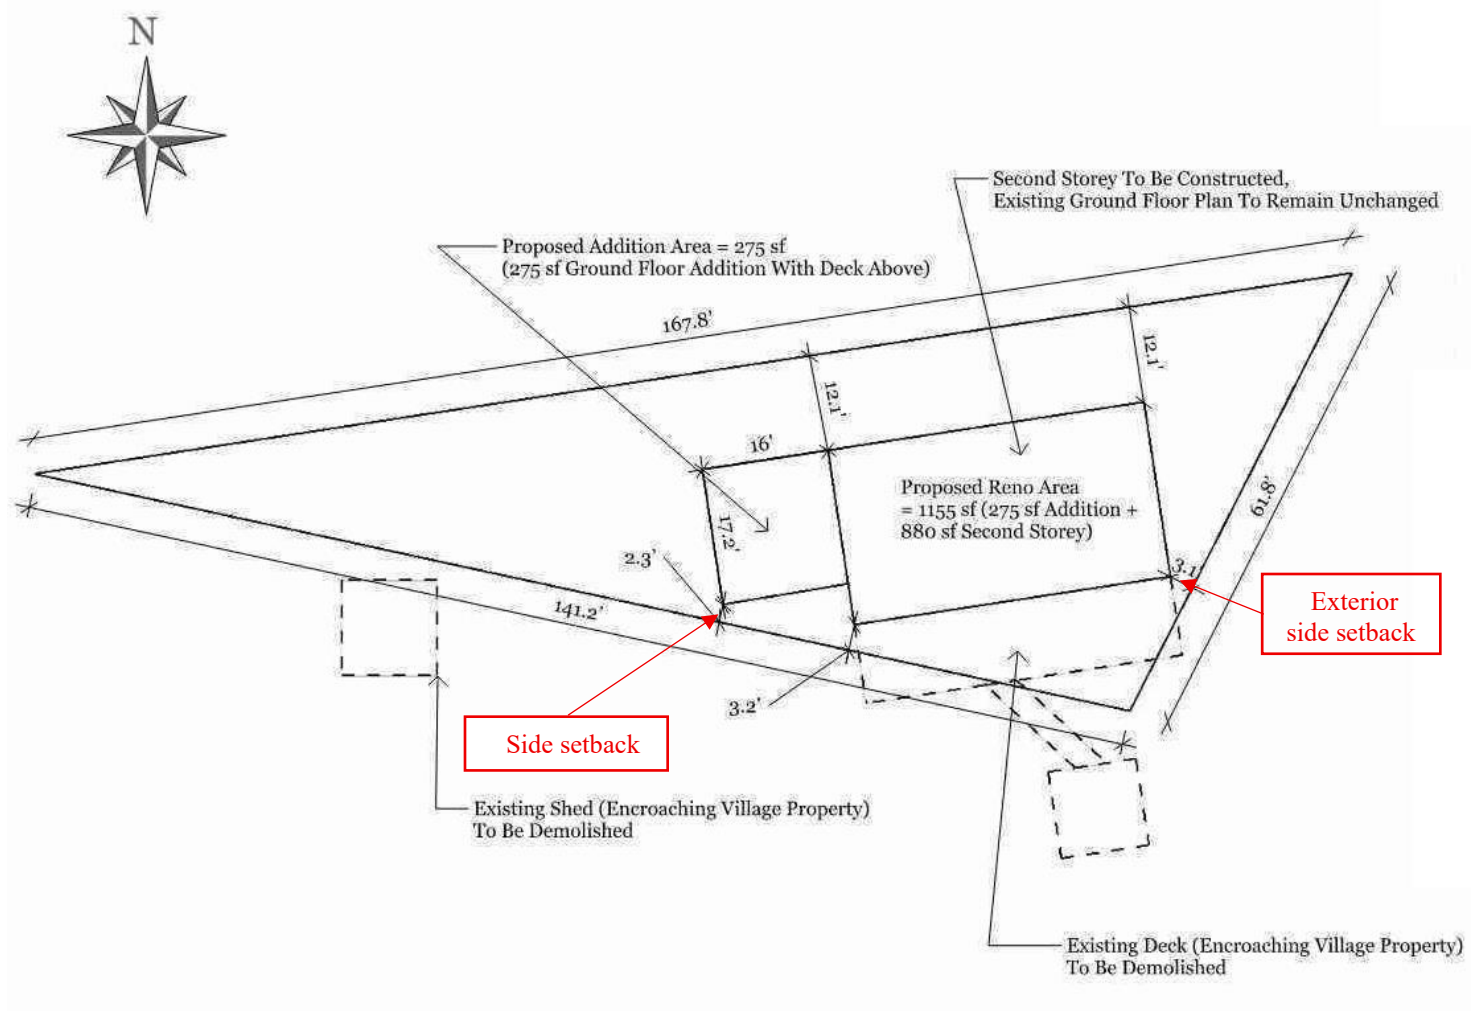 N
Second Storey To Be Constructed,
Existing Ground Floor Plan To Remain Unchanged
Proposed Addition Area = 275 sf
(275 sf Ground Floor Addition With Deck Above)
167.8'
12.1'
12.1'
16'
Proposed Reno Area
= 1155 sf (275 sf Addition +
880 sf Second Storey)
61.8'
17.2'
2.3'
3.1'
141.2'
Exterior
side setback
3.2'
Side setback
Existing Shed (Encroaching Village Property)
To Be Demolished
Existing Deck (Encroaching Village Property)
To Be Demolished